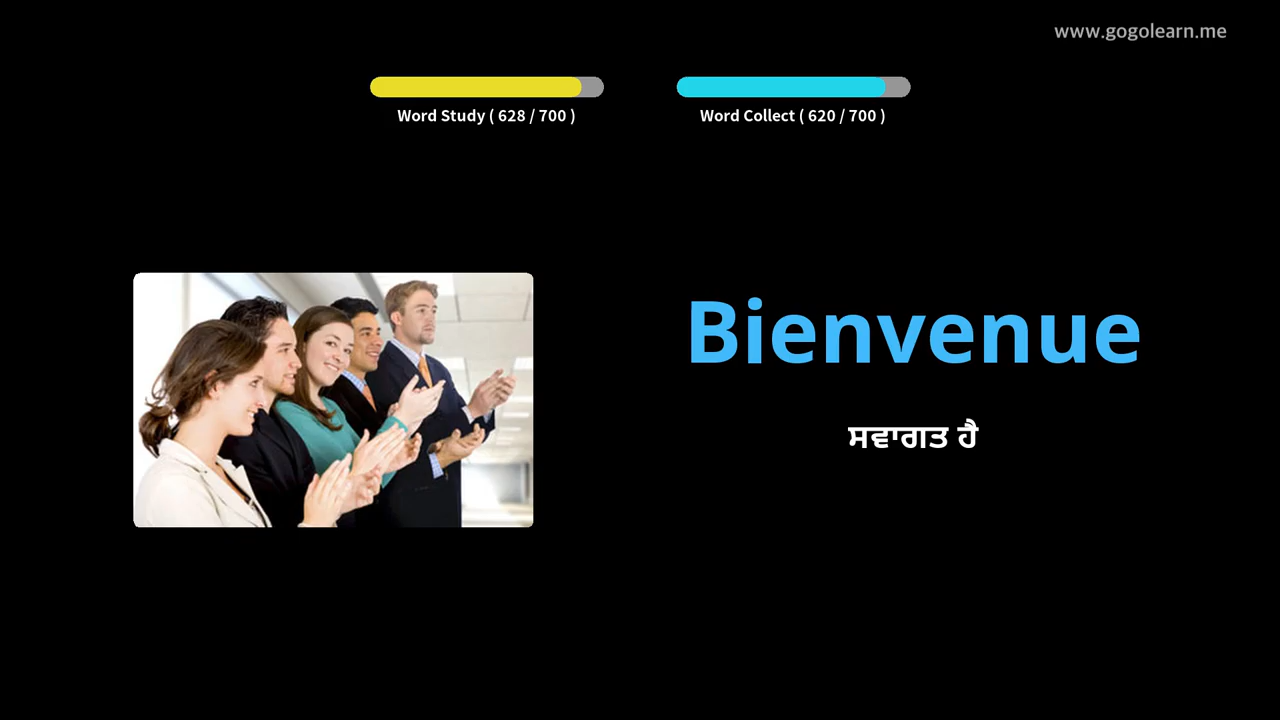 www.gogolearn.me
Word Study ( 628 / 700 )
Word Collect ( 620 / 700 )
Bienvenue
ਸਵਾਗਤ ਹੈ